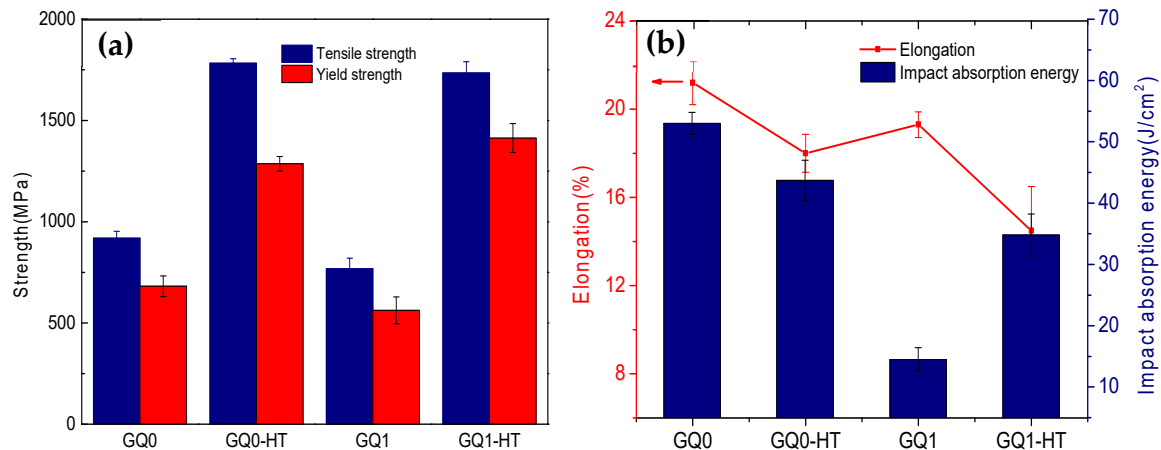 (a)
Tensile strength
Yield strength
Strength(MPa)
2000
1500
1000
500
0
GQ0 GQ0-HT GQ1 GQ1-HT
(b)
Elongation
Impact absorption energy
Elongation(%)
24
20
16
12
8
Impact absorption energy(J/cm²)
70
60
50
40
30
20
10
GQ0 GQ0-HT GQ1 GQ1-HT